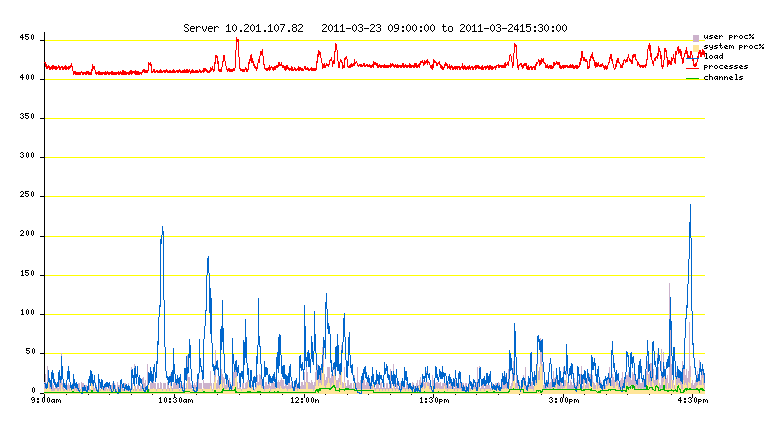 Server 10.201.107.82 2011-03-23 09:00:00 to 2011-03-2415:30:00
user proc%
system proc%
load
processes
channels
450
400
350
300
250
200
150
100
50
0
9:00am 10:30am 12:00pm 1:30pm 3:00pm 4:30pm